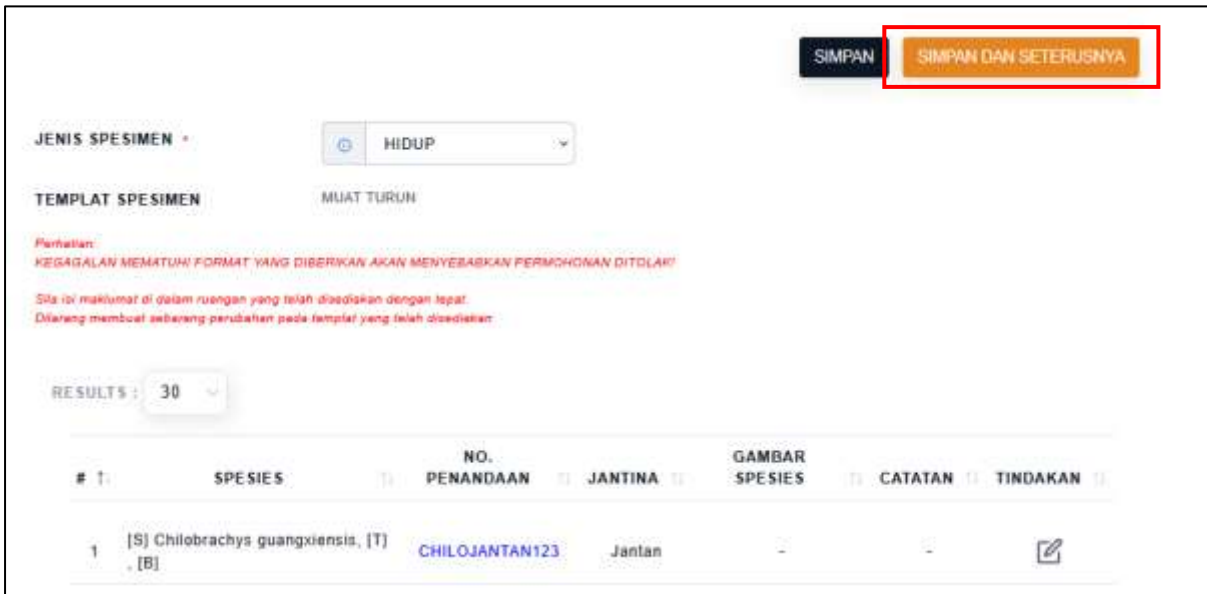 SIMPAN SIMPAN DAN SETERUSNYA
JENIS SPESIMEN * HIDUP
TEMPLAT SPESIMEN MUAT TURUN
Perhatian:
KEGAGALAN MEMATUHI FORMAT YANG DIBERIKAN AKAN MENYEBABKAN PERMOHONAN DITOLAK!
Sila isi maklumat di dalam ruangan yang telah disediakan dengan tepat.
Dilarang membuat sebarang perubahan pada templat yang telah disediakan
RESULTS : 30
# SPESIES NO. PENANDAAN JANTINA GAMBAR SPESIES CATATAN TINDAKAN
1 [S] Chilobrachys guangxiensis, [T] CHILOJANTAN123 Jantan - -
, [B]